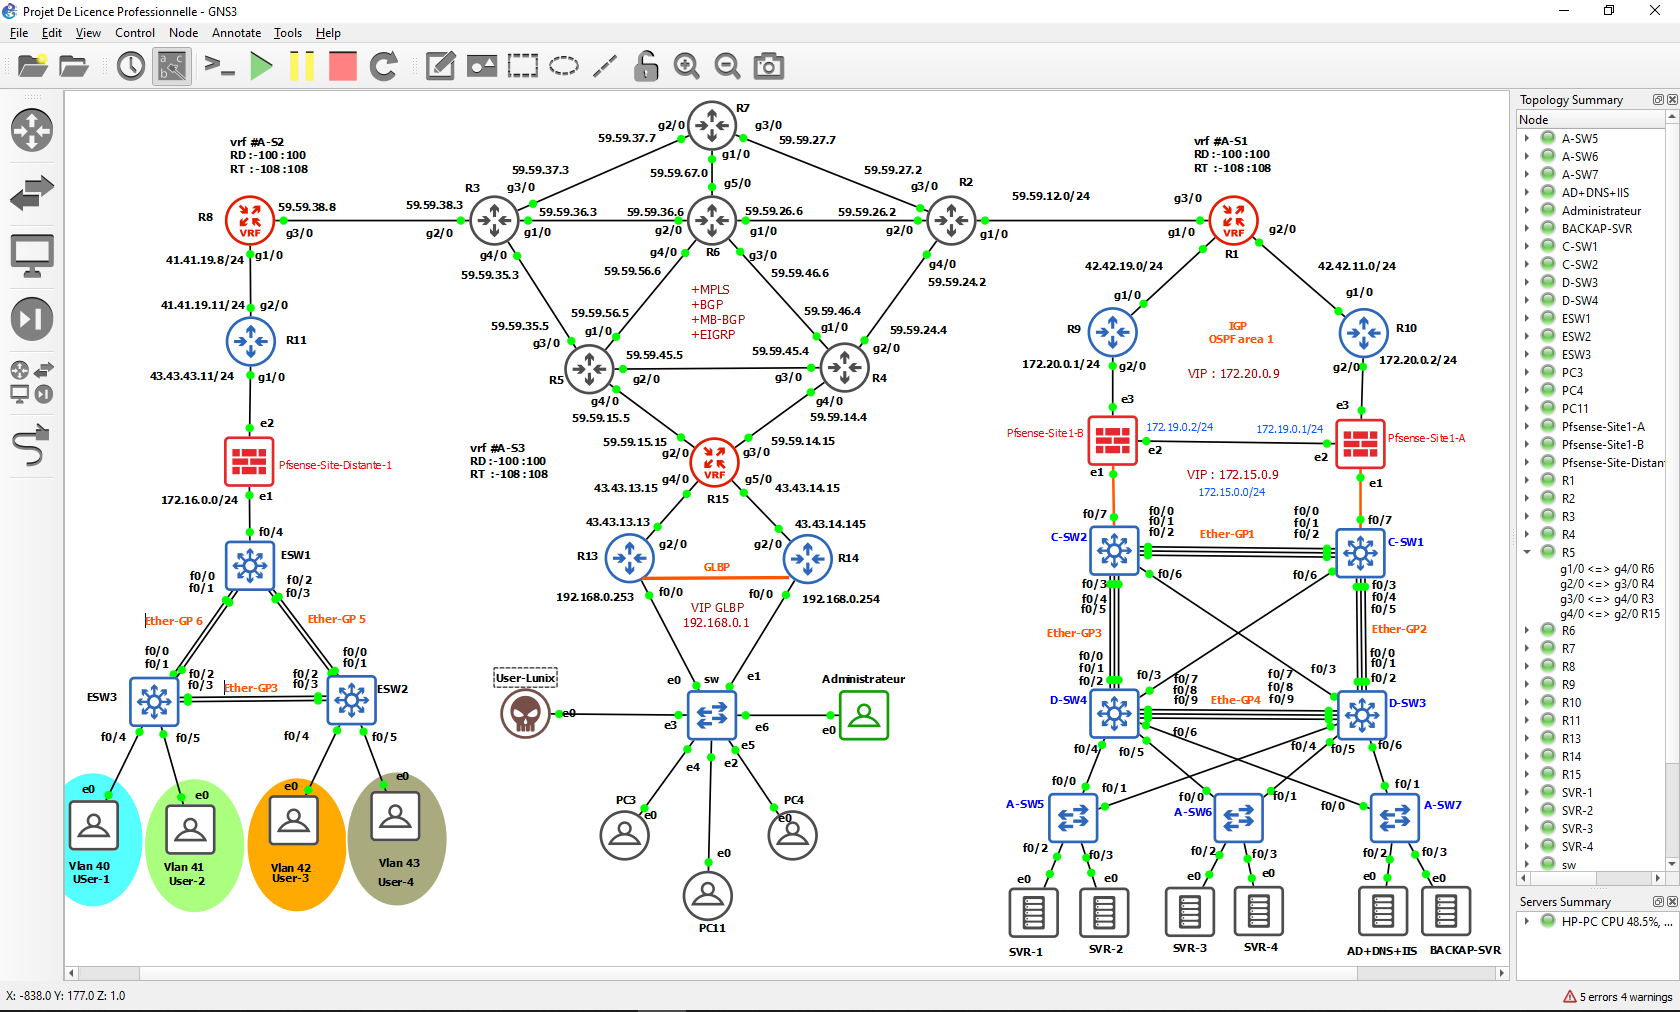 Projet De Licence Professionnelle - GNS3
File Edit View Control Node Annotate Tools Help
vrf #A-S2
RD :-100 :100
RT :-108 :108
R8
59.59.38.8
g3/0
41.41.19.8/24
g1/0
41.41.19.11/24
g2/0
R11
43.43.43.11/24
g1/0
e2
Pfsense-Site-Distante-1
172.16.0.0/24
e1
f0/4
ESW1
f0/0
f0/1
f0/2
f0/3
Ether-GP 6
Ether-GP 5
f0/0
f0/1
f0/2
f0/3
Ether-GP3
f0/2
f0/3
f0/0
f0/1
ESW3
ESW2
f0/4
f0/5
f0/4
f0/5
e0
e0
e0
e0
Vlan 40
USer-1
Vlan 41
User-2
Vlan 42
User-3
Vlan 43
User-4
R7
g2/0
g3/0
g1/0
59.59.37.7
59.59.27.7
59.59.37.3
59.59.67.0
59.59.27.2
R3
g3/0
g5/0
g3/0
R2
59.59.38.3
g2/0
59.59.36.3
g1/0
59.59.36.6
g2/0
59.59.26.6
g1/0
59.59.26.2
g2/0
g1/0
59.59.12.0/24
g4/0
59.59.35.3
59.59.56.6
g4/0
R6
g3/0
59.59.46.6
g4/0
59.59.24.2
+MPLS
+BGP
+MB-BGP
+EIGRP
59.59.35.5
g3/0
59.59.56.5
g1/0
59.59.46.4
g1/0
59.59.24.4
g2/0
R5
59.59.45.5
g2/0
59.59.45.4
g3/0
R4
g4/0
59.59.15.5
g4/0
59.59.14.4
59.59.15.15
g2/0
59.59.14.15
g3/0
vrf #A-S3
RD :-100 :100
RT :-108 :108
g4/0
R15
g5/0
43.43.13.15
43.43.14.15
43.43.13.13
g2/0
43.43.14.145
g2/0
R13
R14
GLBP
192.168.0.253
f0/0
f0/0
192.168.0.254
VIP GLBP
192.168.0.1
User-Lunix
e0
e0
sw
e1
Administrateur
e0
e3
e6
e4
e2
e5
PC3
e0
PC4
e0
e0
PC11
vrf #A-S1
RD :-100 :100
RT :-108 :108
g3/0
g1/0
R1
g2/0
42.42.19.0/24
42.42.11.0/24
g1/0
g1/0
R9
R10
IGP
OSPF area 1
172.20.0.1/24
g2/0
VIP : 172.20.0.9
172.20.0.2/24
g2/0
e3
e3
Pfsense-Site1-B
172.19.0.2/24
172.19.0.1/24
Pfsense-Site1-A
e2
e2
e1
e1
VIP : 172.15.0.9
172.15.0.0/24
f0/7
f0/0
f0/1
f0/2
f0/0
f0/1
f0/2
f0/7
C-SW2
Ether-GP1
C-SW1
f0/6
f0/6
f0/3
f0/4
f0/5
f0/3
f0/4
f0/5
Ether-GP3
Ether-GP2
f0/0
f0/1
f0/2
f0/3
f0/7
f0/8
f0/9
f0/7
f0/8
f0/9
f0/3
f0/0
f0/1
f0/2
D-SW4
Ethe-GP4
D-SW3
f0/4
f0/5
f0/6
f0/4
f0/5
f0/6
f0/0
f0/1
f0/0
f0/1
f0/0
f0/1
A-SW5
A-SW6
A-SW7
f0/2
f0/3
f0/2
f0/3
f0/2
f0/3
e0
e0
e0
e0
e0
e0
SVR-1
SVR-2
SVR-3
SVR-4
AD+DNS+IIS
BACKAP-SVR
Topology Summary
Node
A-SW5
A-SW6
A-SW7
AD+DNS+IIS
Administrateur
BACKAP-SVR
C-SW1
C-SW2
D-SW3
D-SW4
ESW1
ESW2
ESW3
PC3
PC4
PC11
Pfsense-Site1-A
Pfsense-Site1-B
Pfsense-Site-Distan
R1
R2
R3
R4
R5
g1/0 <=> g4/0 R6
g2/0 <=> g3/0 R4
g3/0 <=> g4/0 R3
g4/0 <=> g2/0 R15
R6
R7
R8
R9
R10
R11
R13
R14
R15
SVR-1
SVR-2
SVR-3
SVR-4
sw
Servers Summary
HP-PC CPU 48.5%, ...
X: -838.0 Y: 177.0 Z: 1.0
5 errors 4 warnings